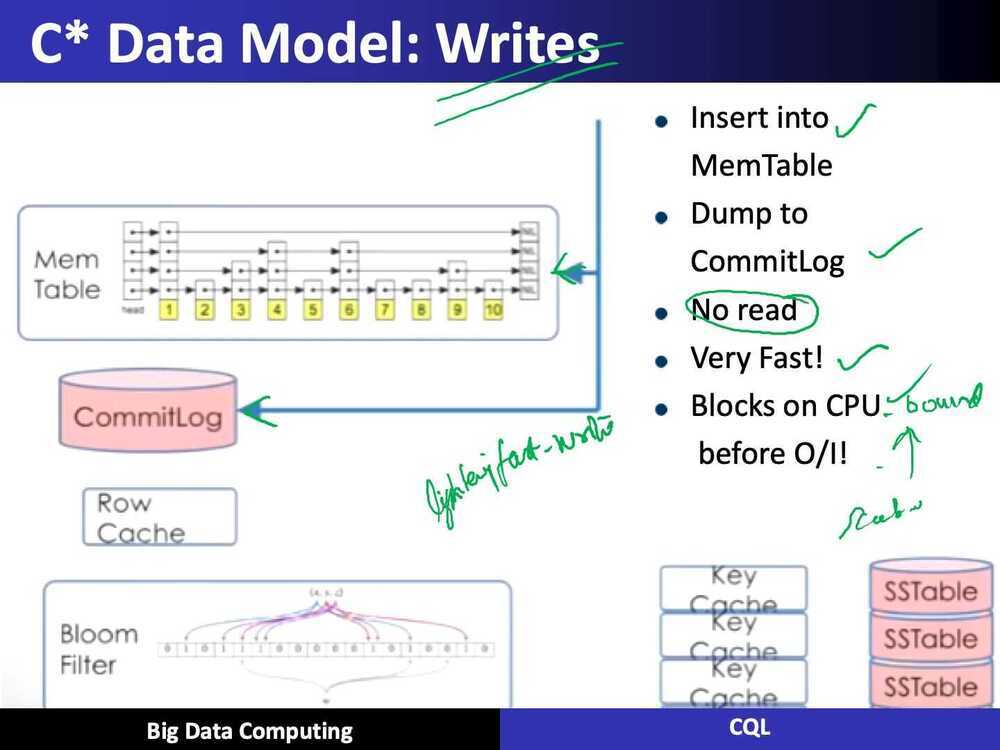 C* Data Model: Writes
Insert into
MemTable
Dump to
CommitLog
No read
Very Fast!
Blocks on CPU - bound
before O/I!
Mem
Table
head
NIL
NIL
NIL
NIL
1 2 3 4 5 6 7 8 9 10
CommitLog
fast-write
Row
Cache
Bloom
Filter
{x, y, z}
0 1 0 1 1 1 0 0 0 0 0 1 0 1 0 0 1 0
Key
Cache
Key
Cache
Key
Cache
SSTable
SSTable
SSTable
Big Data Computing
CQL